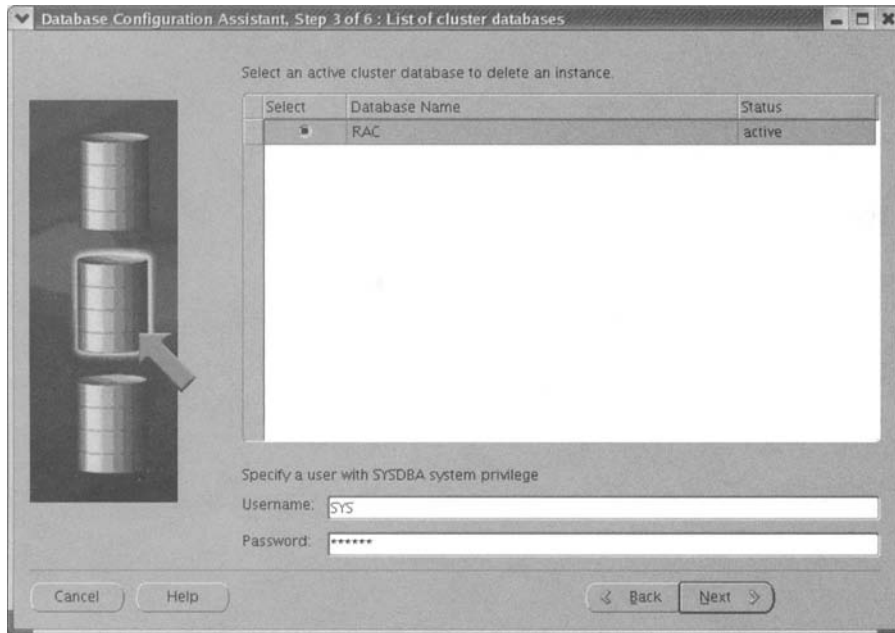 Database Configuration Assistant, Step 3 of 6 : List of cluster databases
Select an active cluster database to delete an instance.
Select Database Name Status
RAC active
Specify a user with SYSDBA system privilege
Username: SYS
Password: ******
Cancel Help Back Next